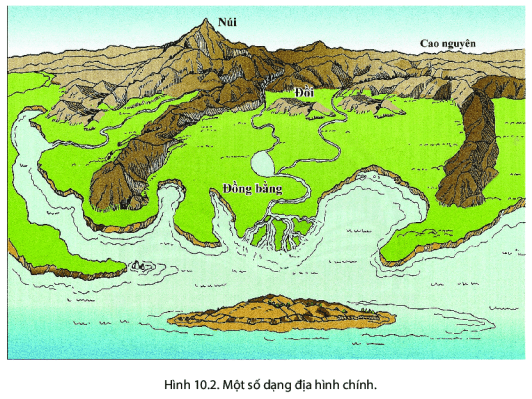 Núi
Cao nguyên
Đồi
Đồng bằng
Hình 10.2. Một số dạng địa hình chính.